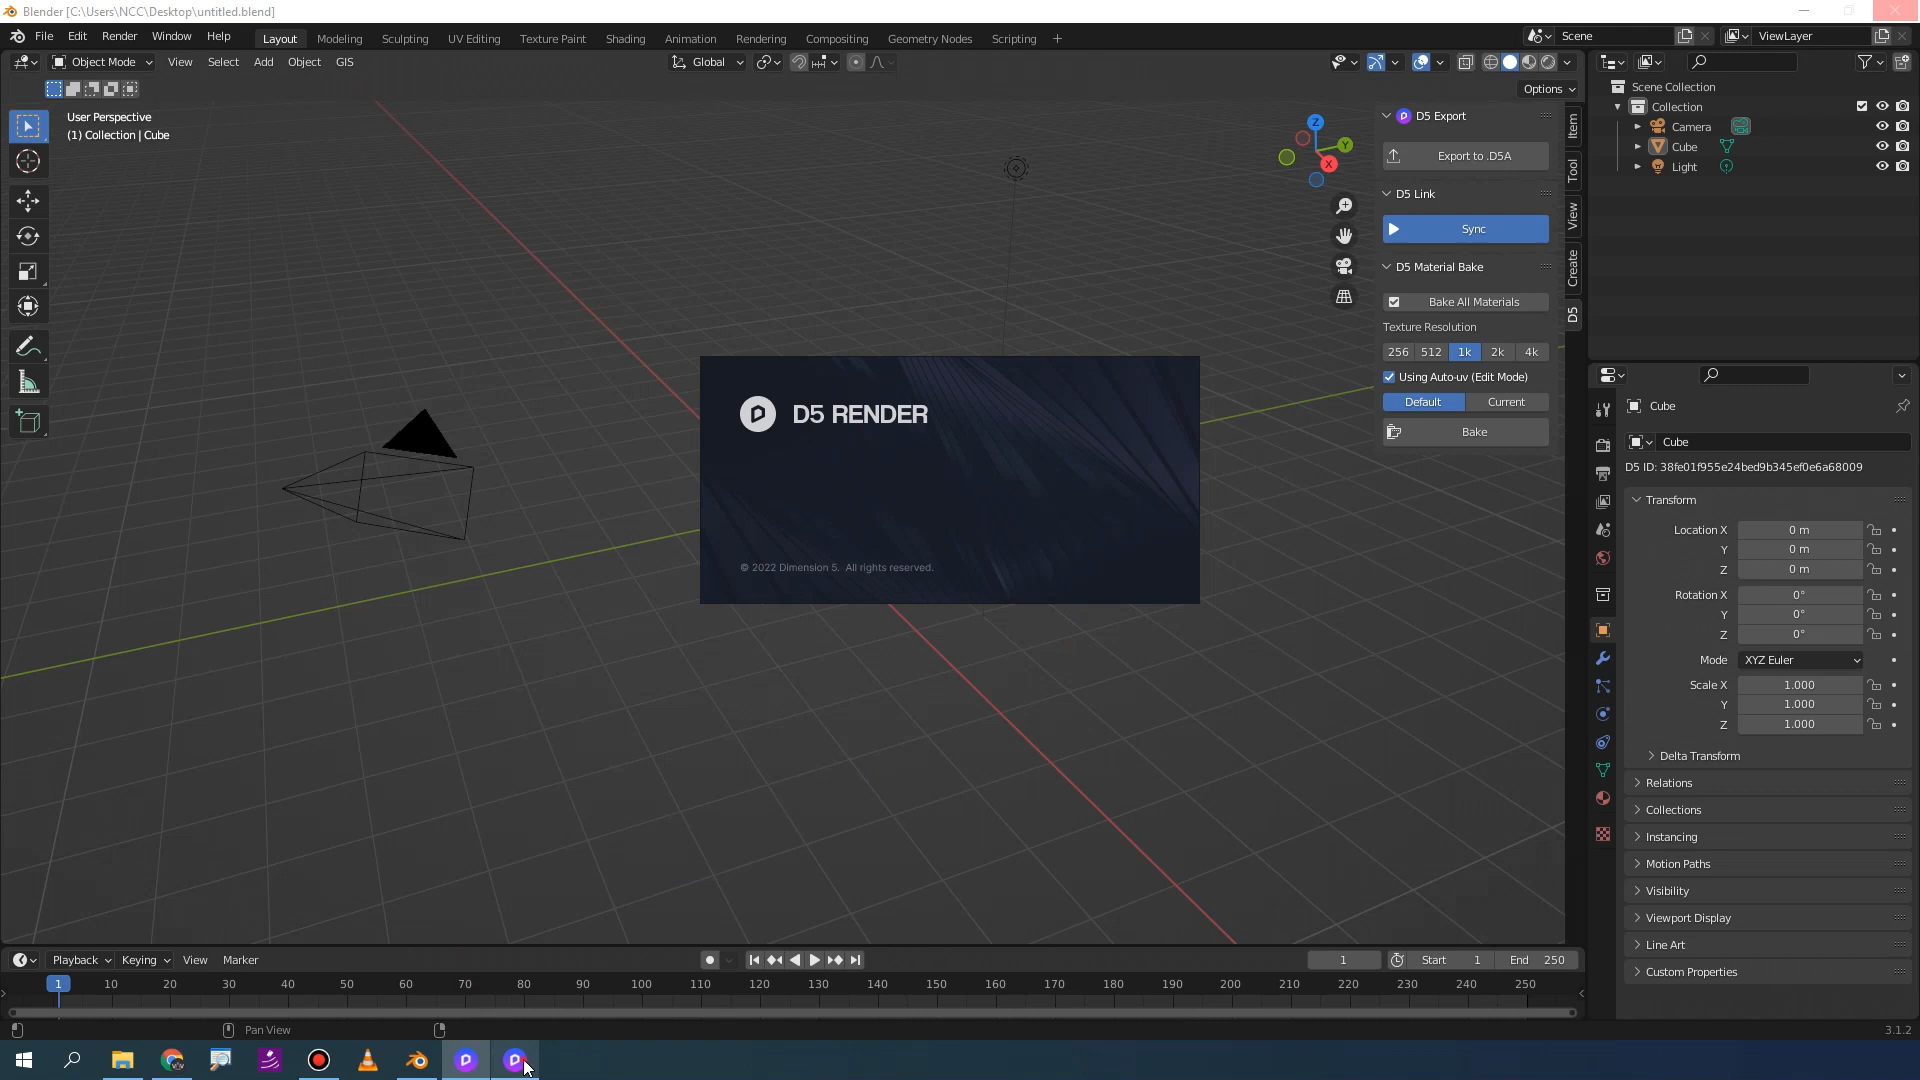 Blender [C:\Users\NCC\Desktop\untitled.blend]
File Edit Render Window Help Layout Modeling Sculpting UV Editing Texture Paint Shading Animation Rendering Compositing Geometry Nodes Scripting + Scene ViewLayer
Object Mode View Select Add Object GIS Global
Options
User Perspective
(1) Collection | Cube
Z
Y
X
D5 Export
Export to .D5A
D5 Link
Sync
D5 Material Bake
Bake All Materials
Texture Resolution
256 512 1k 2k 4k
Using Auto-uv (Edit Mode)
Default Current
Bake
Item
Tool
View
Create
D5
D5 RENDER
© 2022 Dimension 5. All rights reserved.
Scene Collection
Collection
Camera
Cube
Light
Cube
Cube
D5 ID: 38fe01f955e24bed9b345ef0e6a68009
Transform
Location X 0 m
Y 0 m
Z 0 m
Rotation X 0°
Y 0°
Z 0°
Mode XYZ Euler
Scale X 1.000
Y 1.000
Z 1.000
Delta Transform
Relations
Collections
Instancing
Motion Paths
Visibility
Viewport Display
Line Art
Custom Properties
Playback Keying View Marker 1 Start 1 End 250
1 10 20 30 40 50 60 70 80 90 100 110 120 130 140 150 160 170 180 190 200 210 220 230 240 250
Pan View 3.1.2